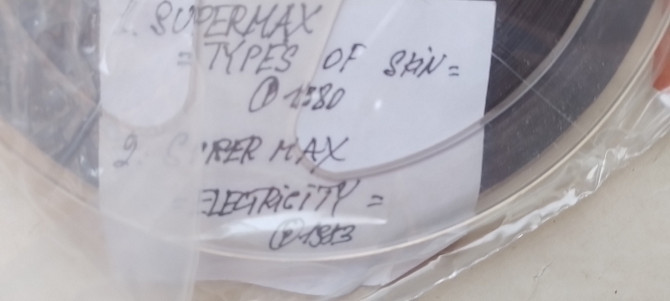 1. SUPERMAX
= TYPES OF SKIN =
Ⓟ 1980
2. SUPER MAX
= ELECTRICITY =
Ⓟ 1983